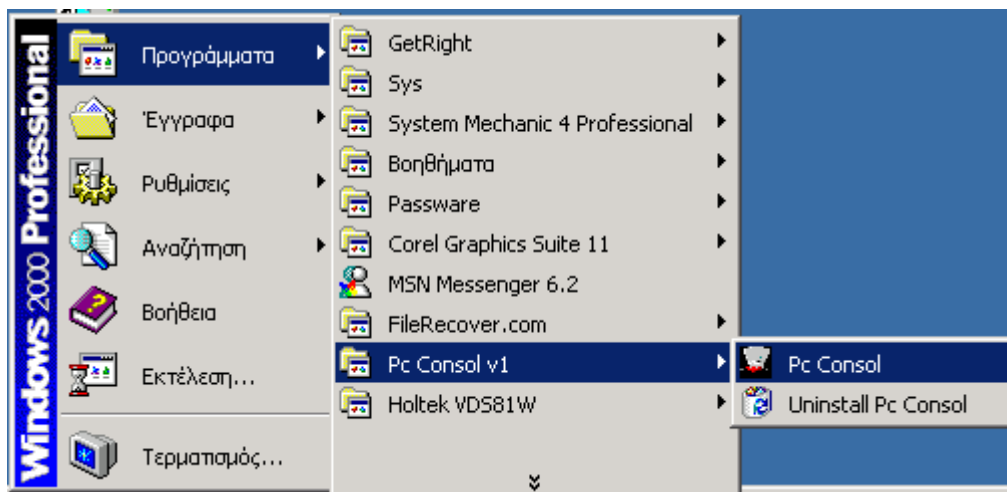 Windows 2000 Professional
Προγράμματα
Έγγραφα
Ρυθμίσεις
Αναζήτηση
Βοήθεια
Εκτέλεση...
Τερματισμός...
GetRight
Sys
System Mechanic 4 Professional
Βοηθήματα
Passware
Corel Graphics Suite 11
MSN Messenger 6.2
FileRecover.com
Pc Consol v1
Holtek VDS81W
Pc Consol
Uninstall Pc Consol